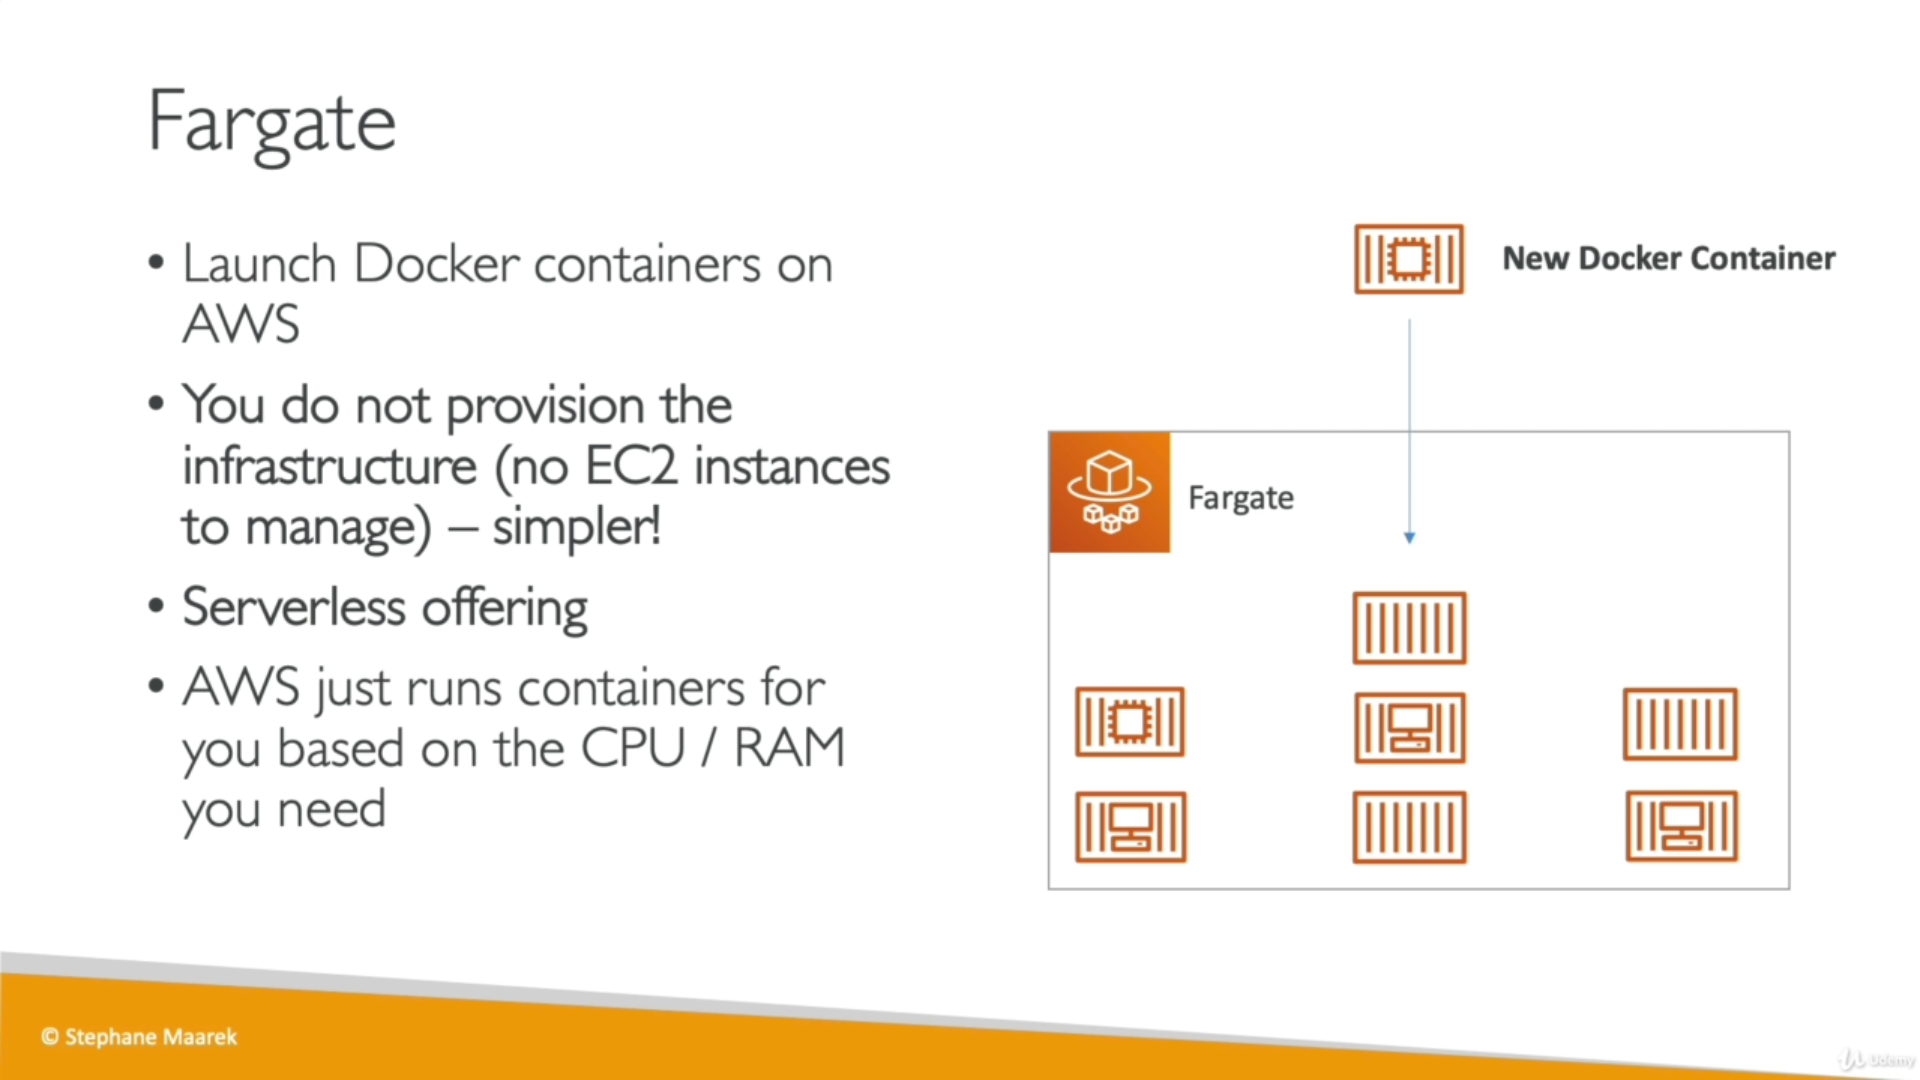 Fargate
• Launch Docker containers on
AWS
• You do not provision the
infrastructure (no EC2 instances
to manage) – simpler!
• Serverless offering
• AWS just runs containers for
you based on the CPU / RAM
you need
New Docker Container
Fargate
© Stephane Maarek
Udemy